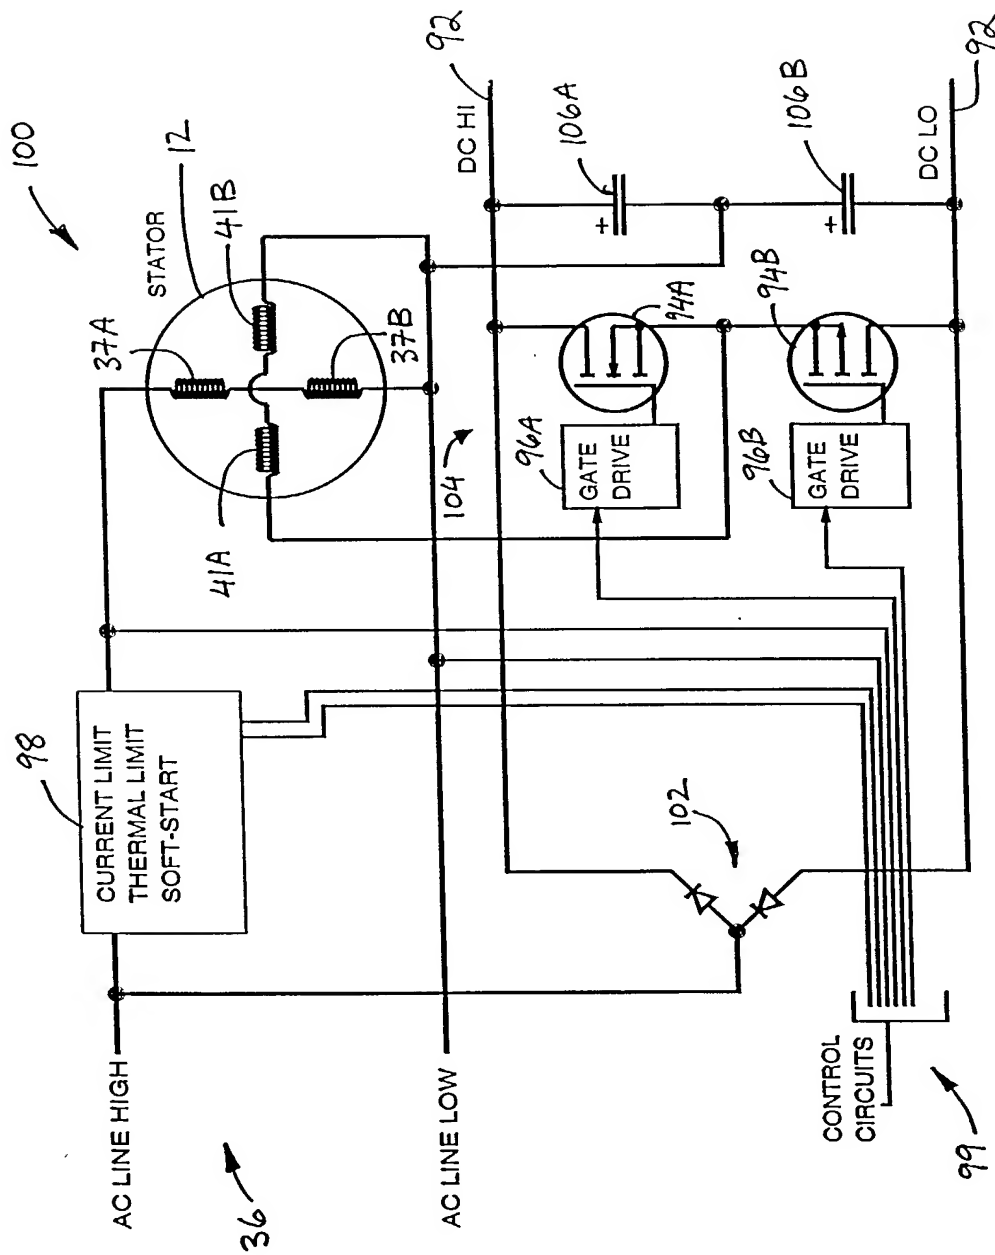 100
STATOR
12
37A
41B
37B
41A
98
CURRENT LIMIT
THERMAL LIMIT
SOFT-START
AC LINE HIGH
36
AC LINE LOW
104
DC HI
92
106A
106B
DC LO
92
94A
94B
96A
GATE
DRIVE
96B
GATE
DRIVE
102
CONTROL
CIRCUITS
99
+
+